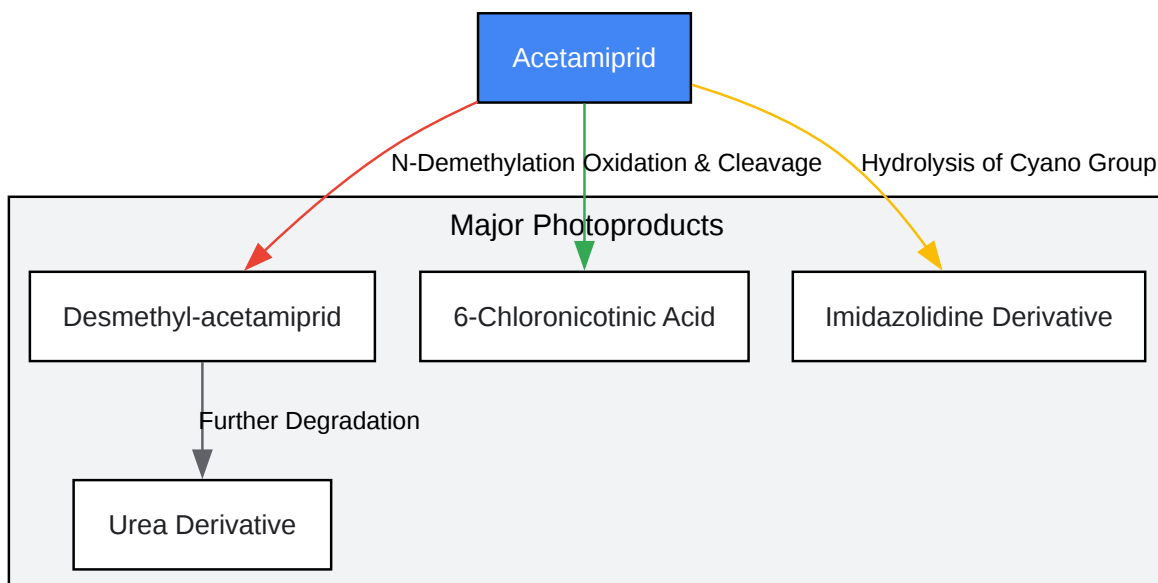 Acetamiprid
N-Demethylation
Oxidation & Cleavage
Hydrolysis of Cyano Group
Major Photoproducts
Desmethyl-acetamiprid
6-Chloronicotinic Acid
Imidazolidine Derivative
Further Degradation
Urea Derivative